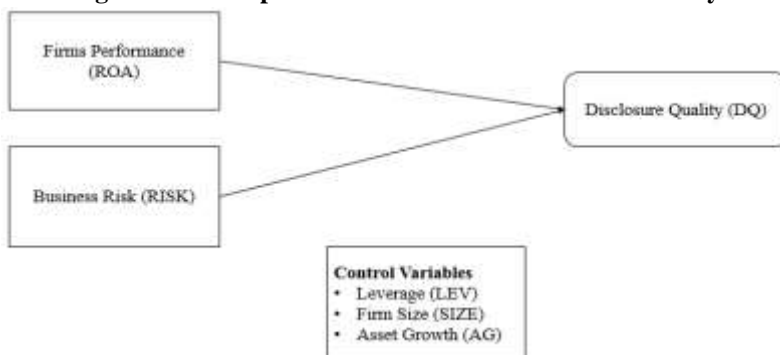 Firms Performance
(ROA)
Disclosure Quality (DQ)
Business Risk (RISK)
Control Variables
• Leverage (LEV)
• Firm Size (SIZE)
• Asset Growth (AG)